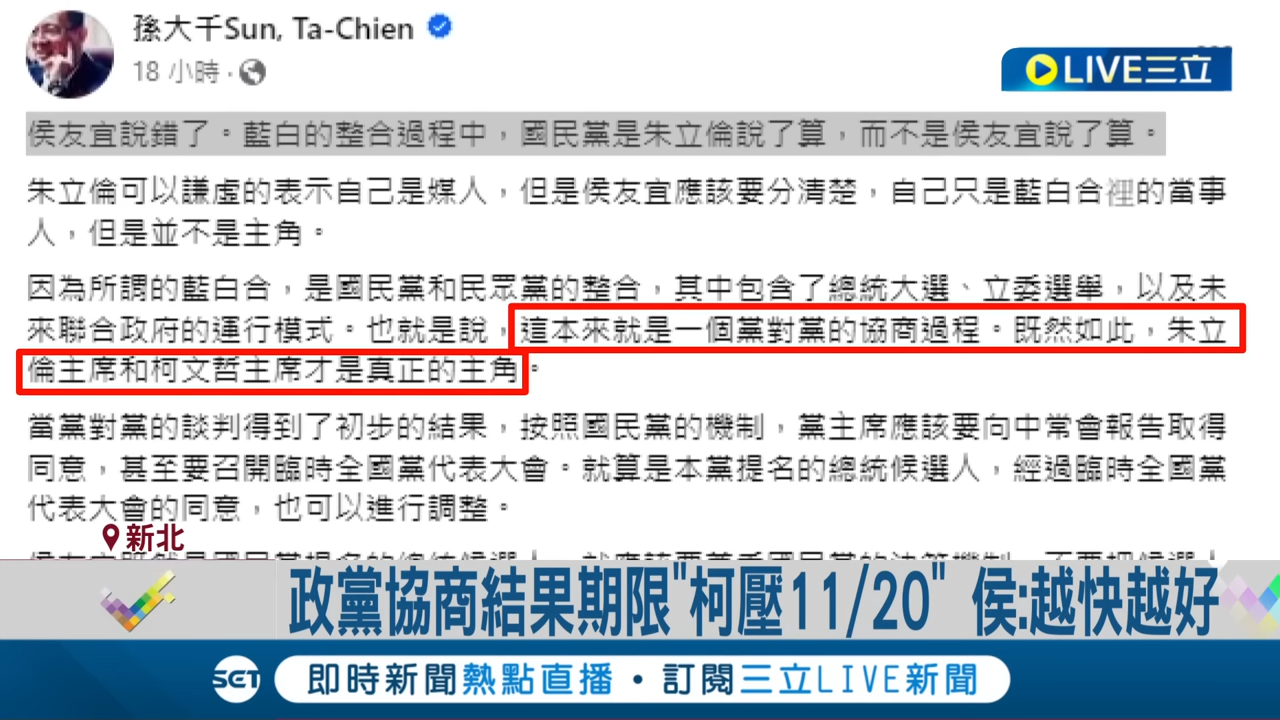 孫大千Sun, Ta-Chien
18 小時
LIVE三立
侯友宜說錯了。藍白的整合過程中，國民黨是朱立倫說了算，而不是侯友宜說了算。
朱立倫可以謙虛的表示自己是媒人，但是侯友宜應該要分清楚，自己只是藍白合裡的當事
人，但是並不是主角。
因為所謂的藍白合，是國民黨和民眾黨的整合，其中包含了總統大選、立委選舉，以及未
來聯合政府的運行模式。也就是說，這本來就是一個黨對黨的協商過程。既然如此，朱立
倫主席和柯文哲主席才是真正的主角。
當黨對黨的談判得到了初步的結果，按照國民黨的機制，黨主席應該要向中常會報告取得
同意，甚至要召開臨時全國黨代表大會。就算是本黨提名的總統候選人，經過臨時全國黨
代表大會的同意，也可以進行調整。
新北
政黨協商結果期限"柯壓11/20" 侯:越快越好
SET 即時新聞熱點直播・訂閱三立LIVE新聞